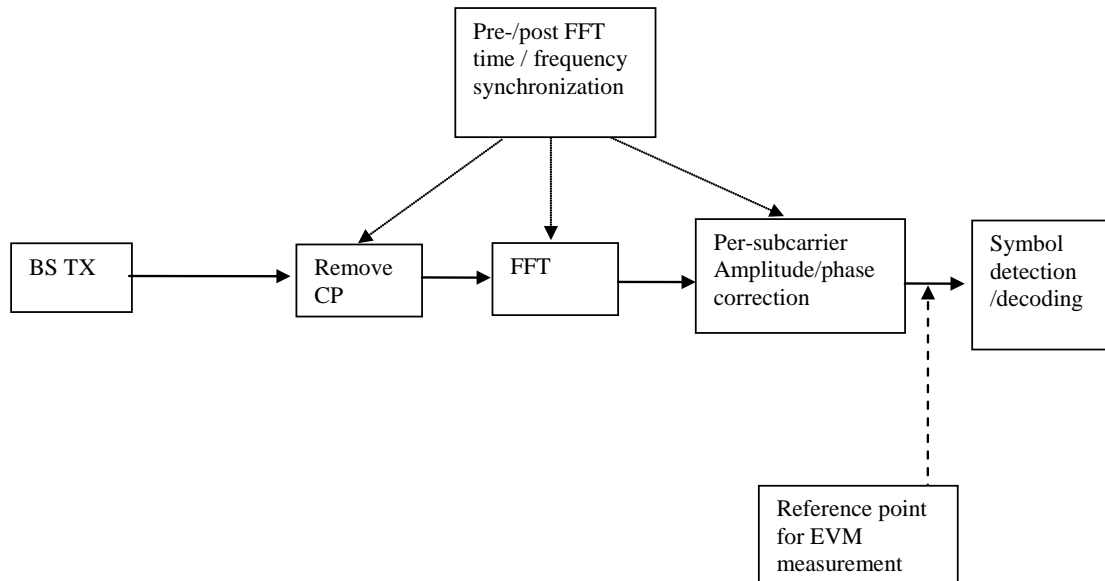 Pre-/post FFT
time / frequency
synchronization
BS TX
Remove
CP
FFT
Per-subcarrier
Amplitude/phase
correction
Symbol
detection
/decoding
Reference point
for EVM
measurement